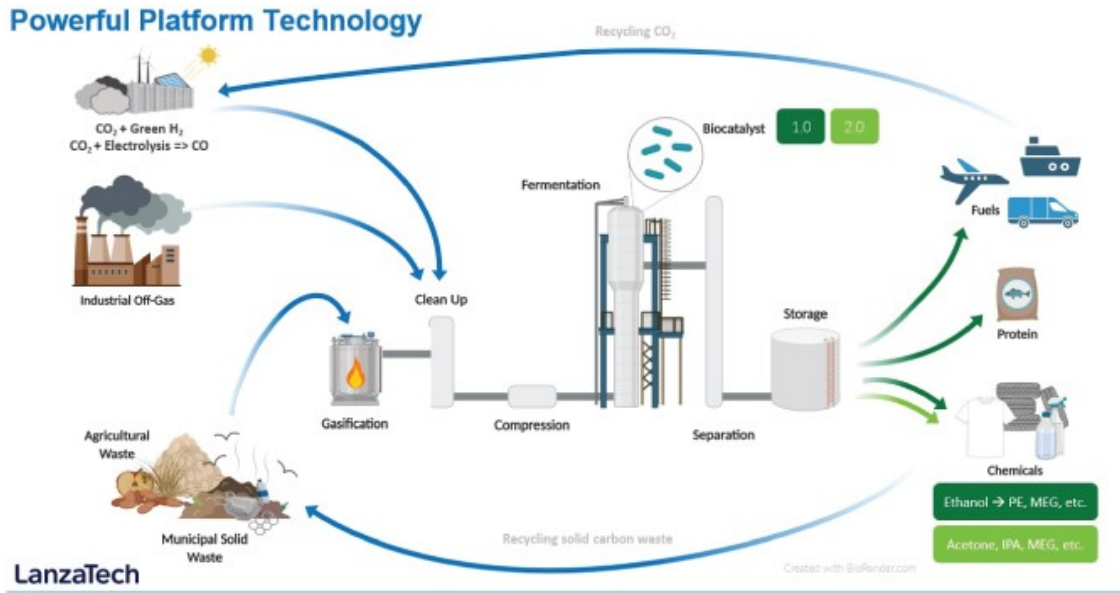 Powerful Platform Technology
Recycling CO₂
CO₂ + Green H₂
CO₂ + Electrolysis => CO
Biocatalyst
1.0
2.0
Fermentation
Fuels
Industrial Off-Gas
Clean Up
Storage
Protein
Gasification
Compression
Separation
Agricultural
Waste
Chemicals
Ethanol → PE, MEG, etc.
Municipal Solid
Waste
Recycling solid carbon waste
Acetone, IPA, MEG, etc.
Created with BioRender.com
LanzaTech